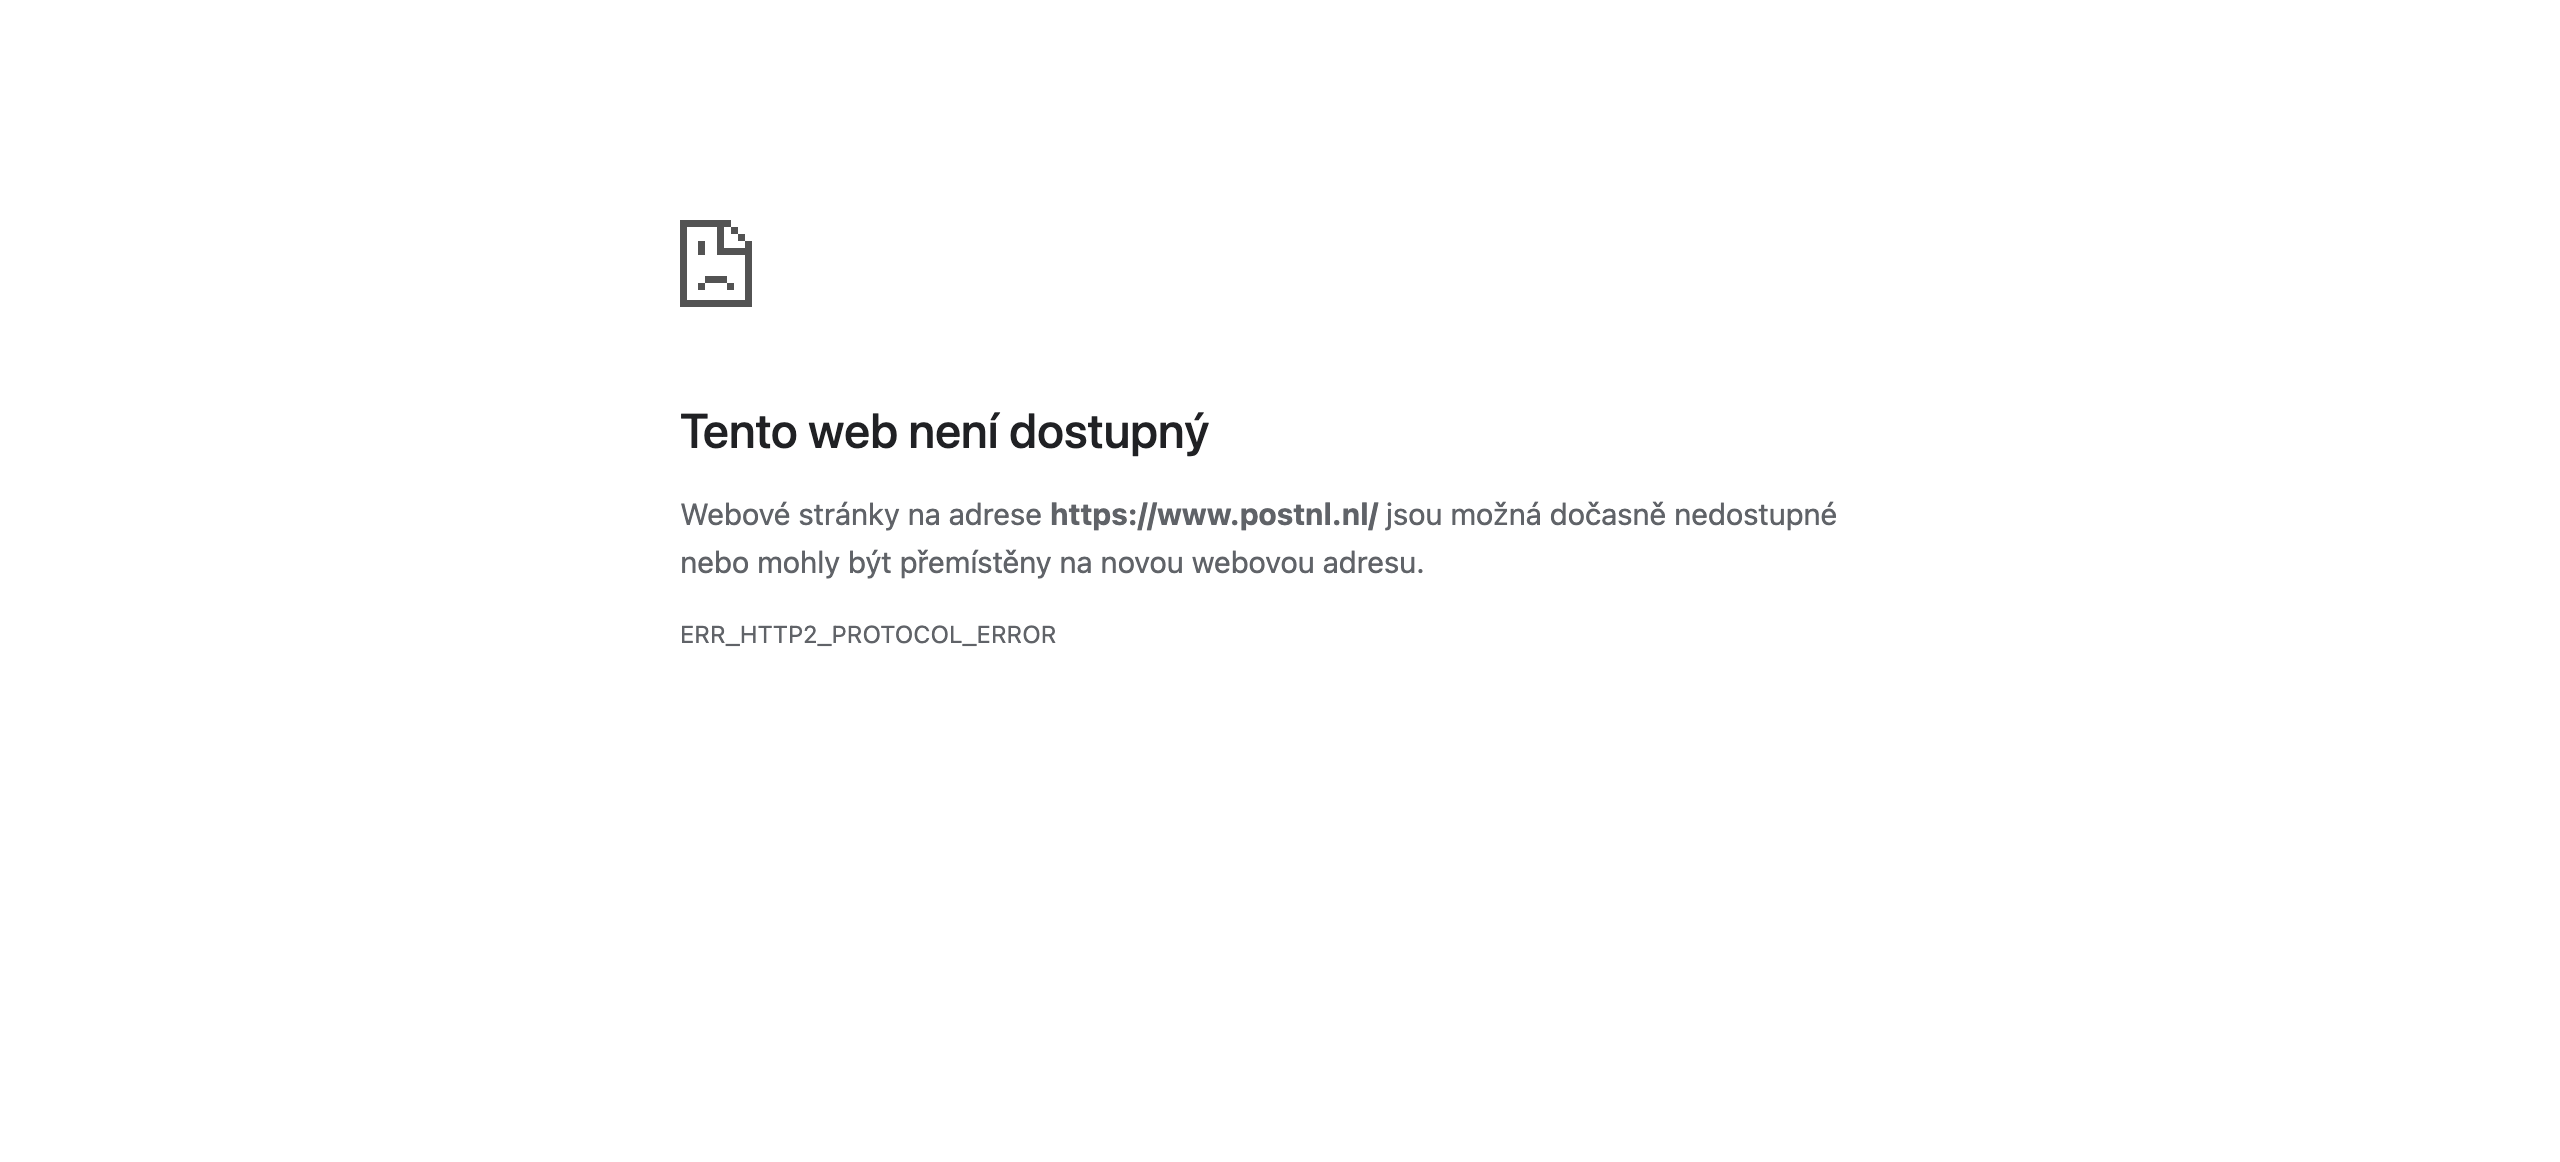 Tento web není dostupný
Webové stránky na adrese https://www.postnl.nl/ jsou možná dočasně nedostupné
nebo mohly být přemístěny na novou webovou adresu.
ERR_HTTP2_PROTOCOL_ERROR